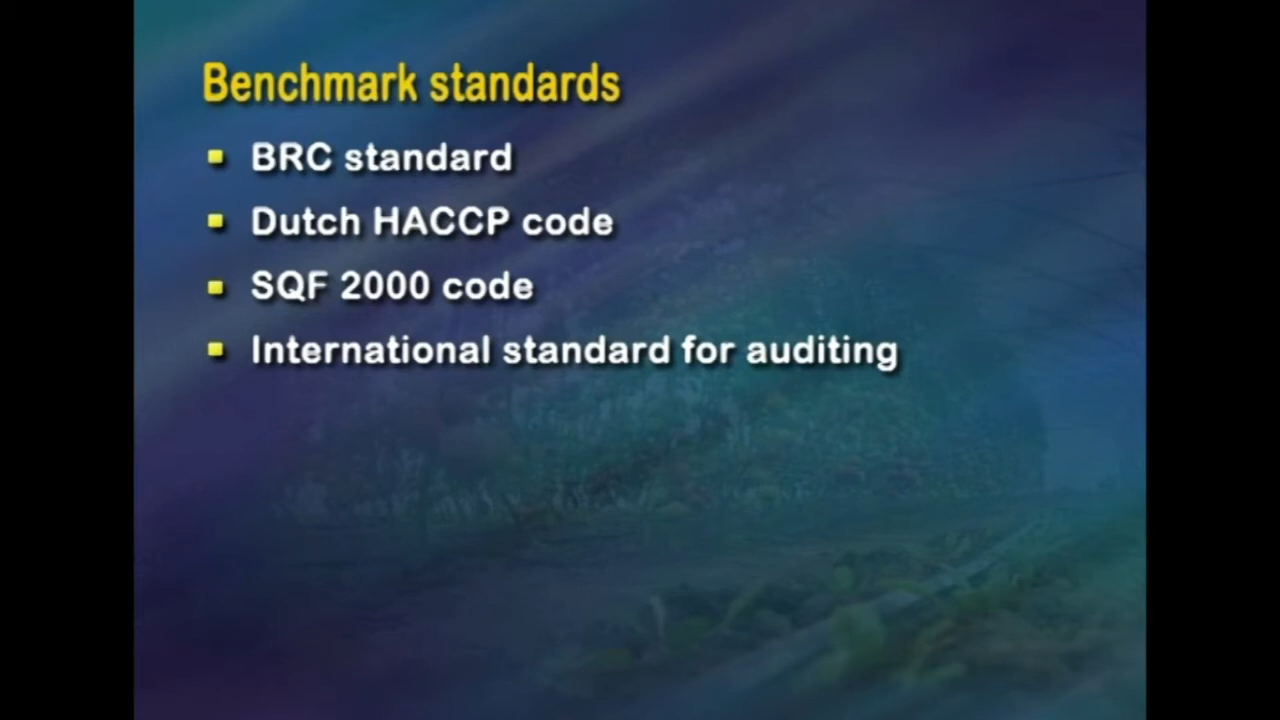 Benchmark standards
BRC standard
Dutch HACCP code
SQF 2000 code
International standard for auditing